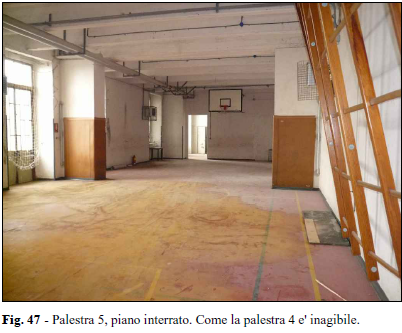 Fig. 47 - Palestra 5, piano interrato. Come la palestra 4 e' inagibile.